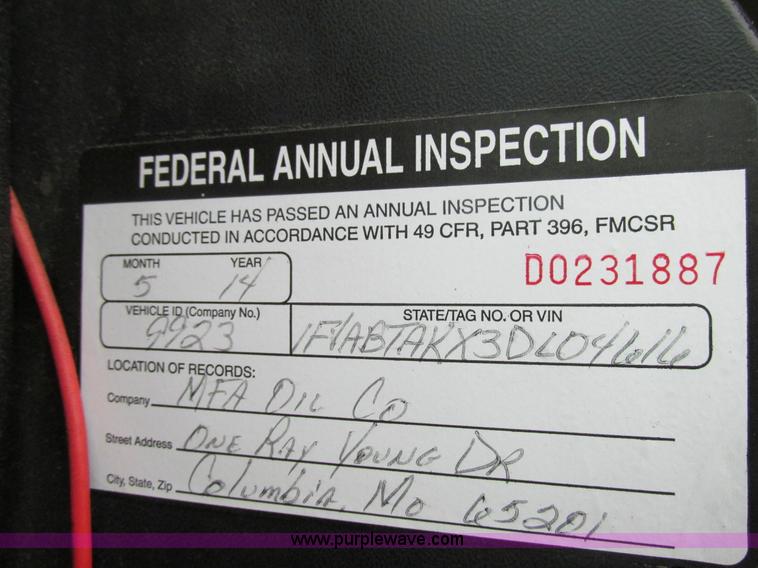 FEDERAL ANNUAL INSPECTION
THIS VEHICLE HAS PASSED AN ANNUAL INSPECTION
CONDUCTED IN ACCORDANCE WITH 49 CFR, PART 396, FMCSR
D0231887
MONTH YEAR
5 14
VEHICLE ID (Company No.) STATE/TAG NO. OR VIN
9923
LOCATION OF RECORDS:
Company MFA OIL CO
Street Address ONE RAY YOUNG DR
City, State, Zip Columbia, Mo 65201
www.purplewave.com